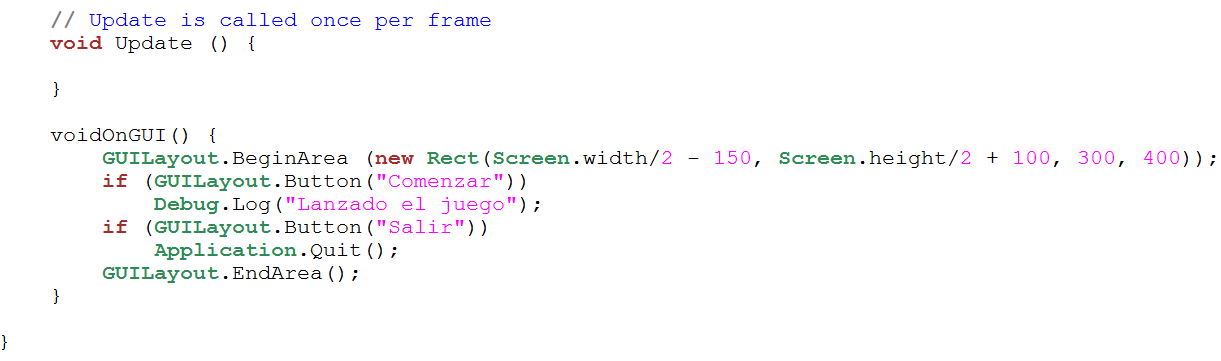 // Update is called once per frame
void Update () {
}
voidOnGUI() {
GUILayout.BeginArea (new Rect(Screen.width/2 - 150, Screen.height/2 + 100, 300, 400));
if (GUILayout.Button("Comenzar"))
Debug.Log("Lanzado el juego");
if (GUILayout.Button("Salir"))
Application.Quit();
GUILayout.EndArea();
}
}